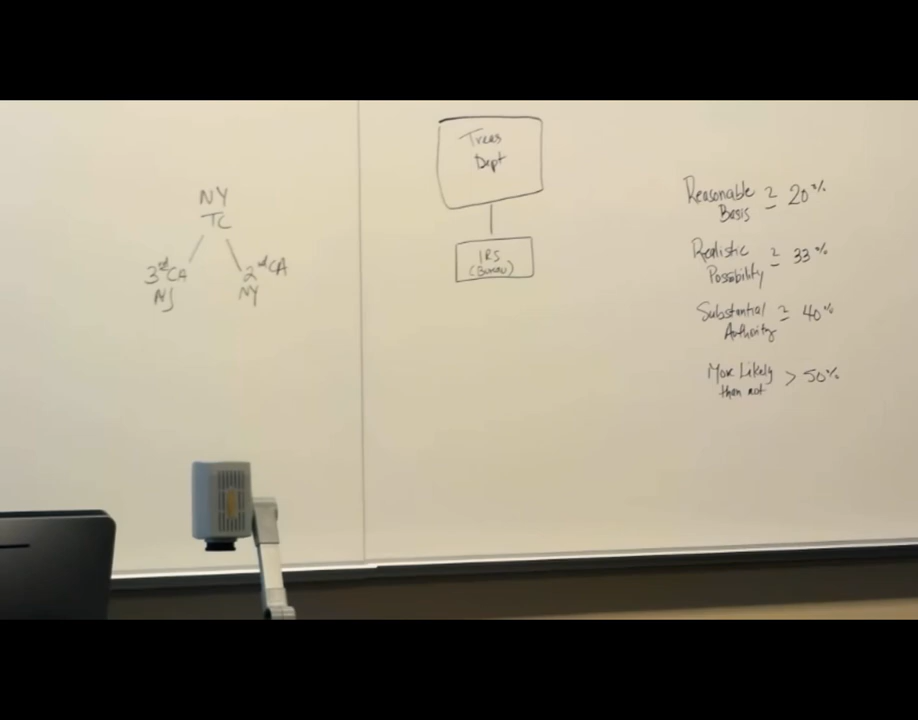 NY
TC
3rd CA
NJ
2nd CA
NY
Treas
Dept
IRS
(Bureau)
Reasonable
Basis ≥ 20%
Realistic
Possibility ≥ 33%
Substantial
Authority ≥ 40%
More Likely
than not > 50%